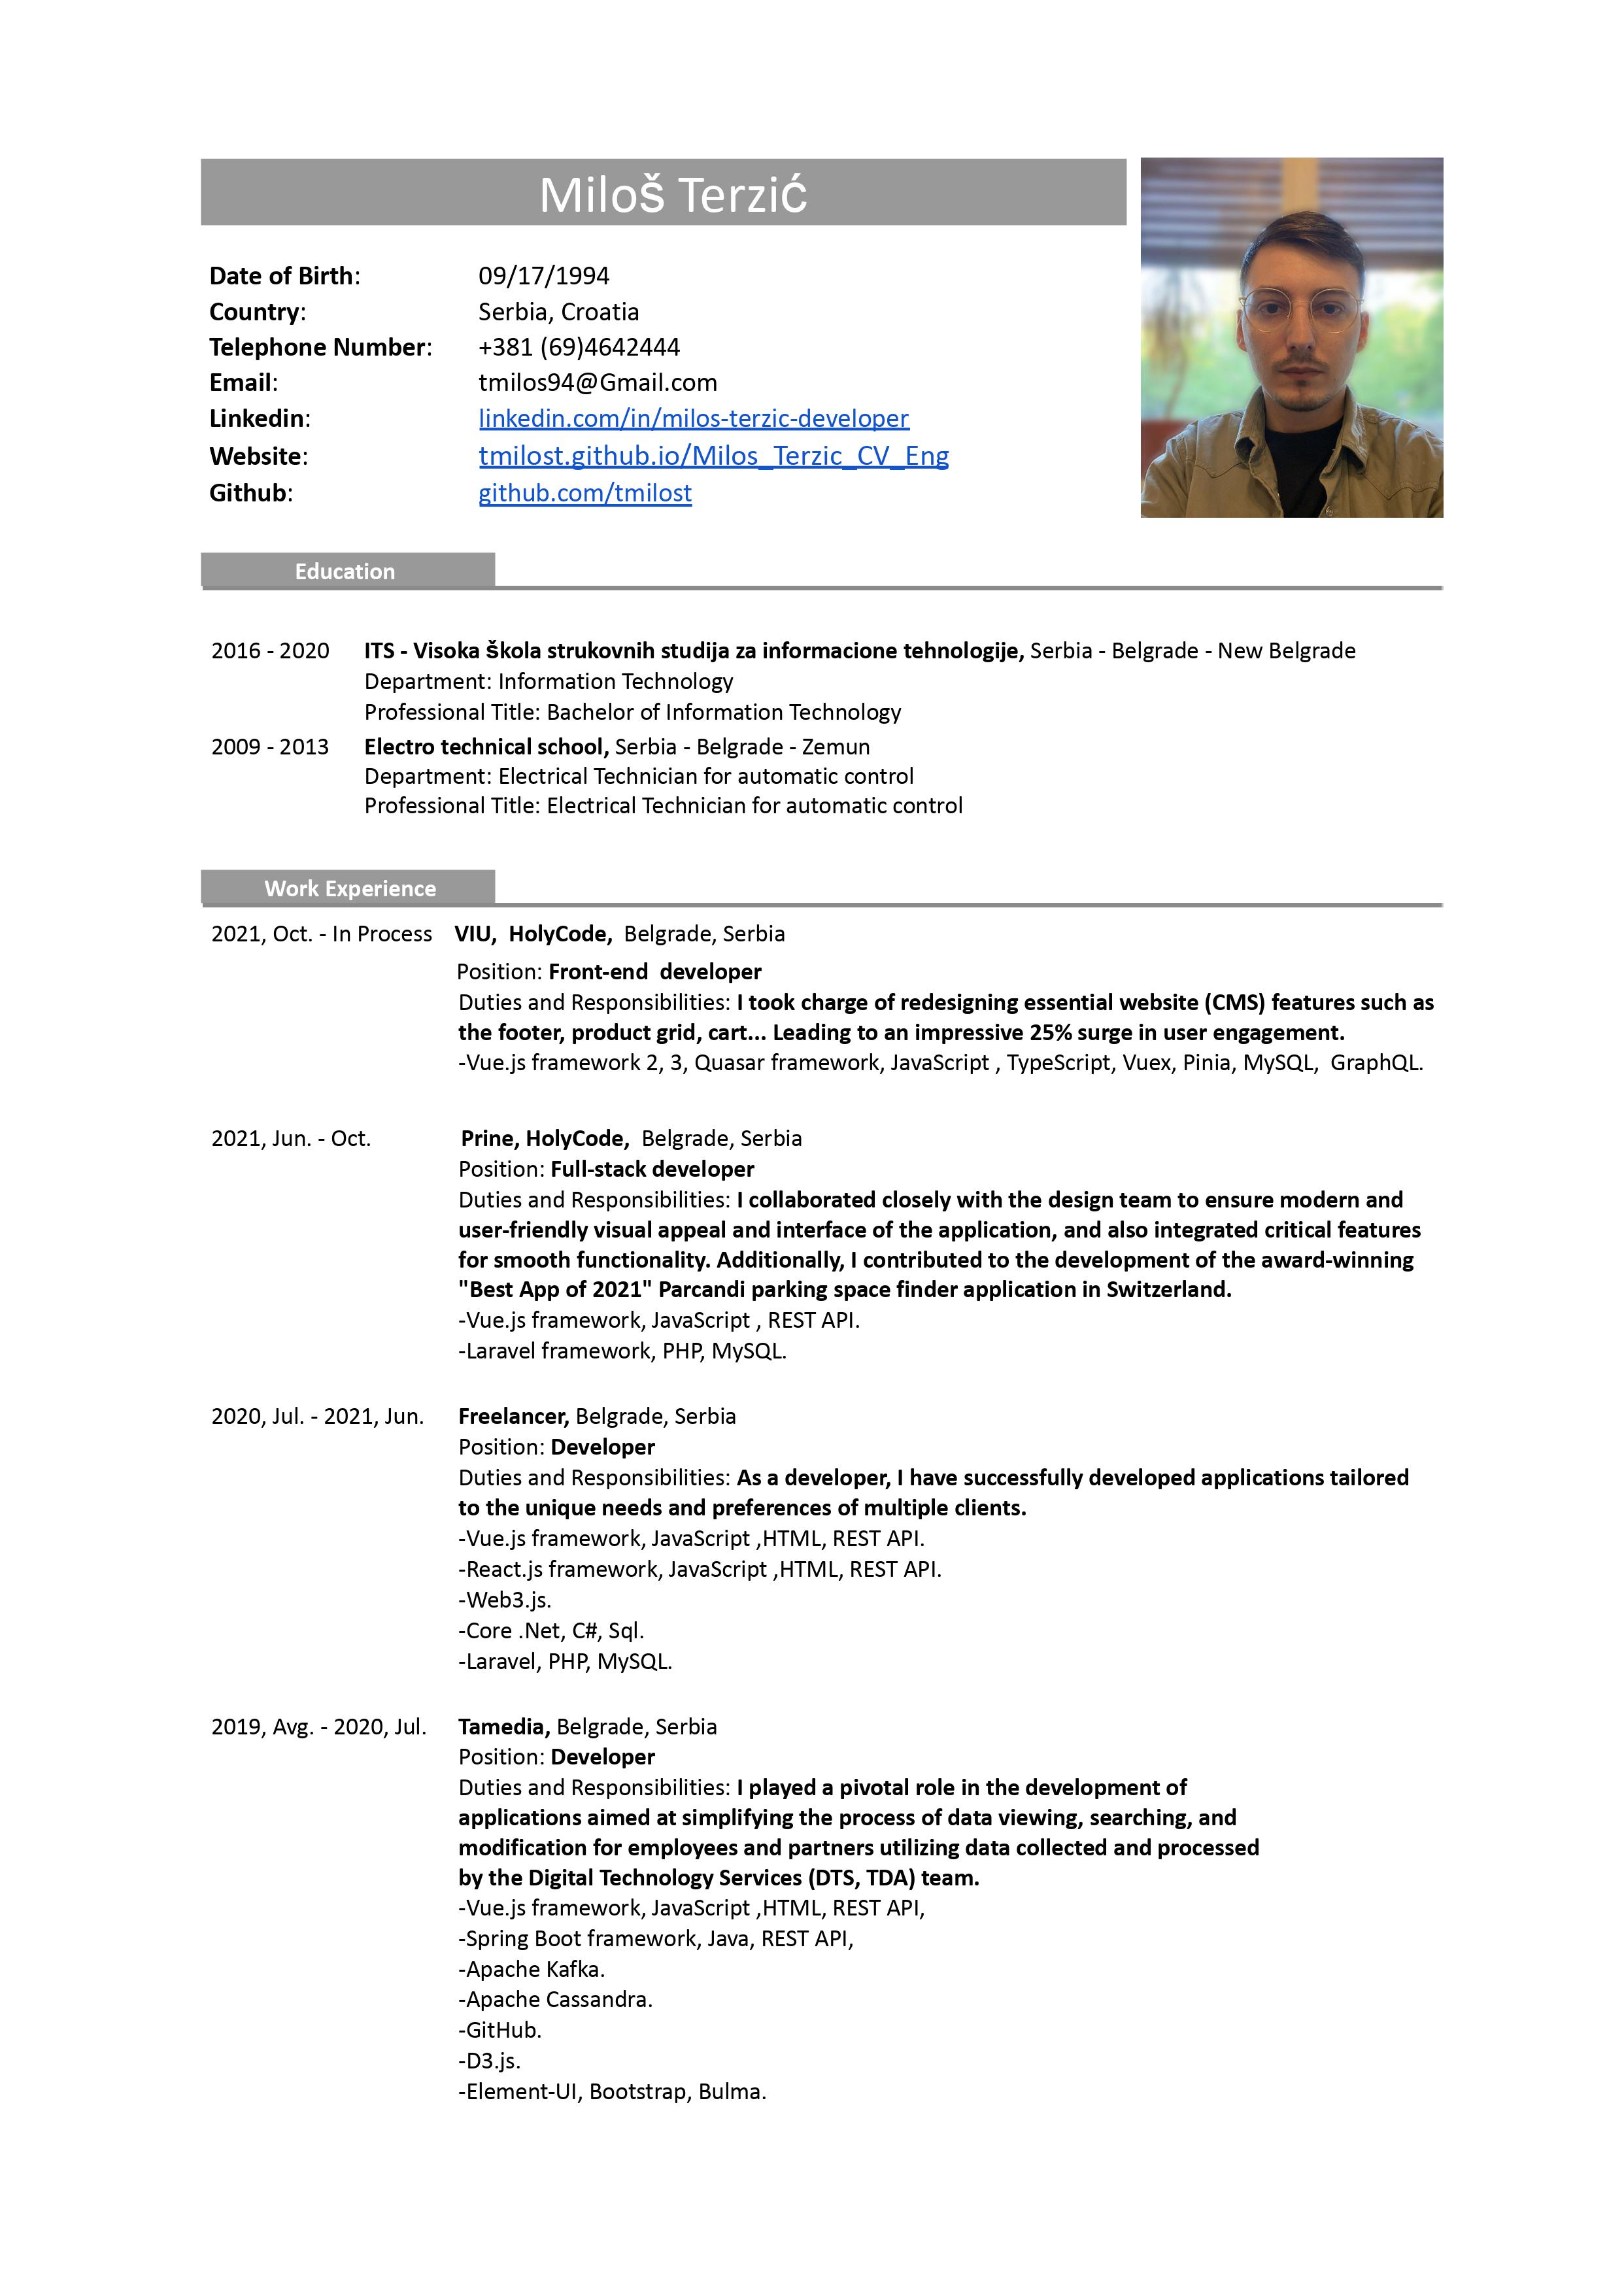 Miloš Terzić
Date of Birth: 09/17/1994
Country: Serbia, Croatia
Telephone Number: +381 (69)4642444
Email: tmilos94@Gmail.com
Linkedin: linkedin.com/in/milos-terzic-developer
Website: tmilost.github.io/Milos_Terzic_CV_Eng
Github: github.com/tmilost
Education
2016 - 2020 ITS - Visoka škola strukovnih studija za informacione tehnologije, Serbia - Belgrade - New Belgrade
Department: Information Technology
Professional Title: Bachelor of Information Technology
2009 - 2013 Electro technical school, Serbia - Belgrade - Zemun
Department: Electrical Technician for automatic control
Professional Title: Electrical Technician for automatic control
Work Experience
2021, Oct. - In Process VIU, HolyCode, Belgrade, Serbia
Position: Front-end developer
Duties and Responsibilities: I took charge of redesigning essential website (CMS) features such as
the footer, product grid, cart... Leading to an impressive 25% surge in user engagement.
-Vue.js framework 2, 3, Quasar framework, JavaScript , TypeScript, Vuex, Pinia, MySQL, GraphQL.
2021, Jun. - Oct. Prine, HolyCode, Belgrade, Serbia
Position: Full-stack developer
Duties and Responsibilities: I collaborated closely with the design team to ensure modern and
user-friendly visual appeal and interface of the application, and also integrated critical features
for smooth functionality. Additionally, I contributed to the development of the award-winning
"Best App of 2021" Parcandi parking space finder application in Switzerland.
-Vue.js framework, JavaScript , REST API.
-Laravel framework, PHP, MySQL.
2020, Jul. - 2021, Jun. Freelancer, Belgrade, Serbia
Position: Developer
Duties and Responsibilities: As a developer, I have successfully developed applications tailored
to the unique needs and preferences of multiple clients.
-Vue.js framework, JavaScript ,HTML, REST API.
-React.js framework, JavaScript ,HTML, REST API.
-Web3.js.
-Core .Net, C#, Sql.
-Laravel, PHP, MySQL.
2019, Avg. - 2020, Jul. Tamedia, Belgrade, Serbia
Position: Developer
Duties and Responsibilities: I played a pivotal role in the development of
applications aimed at simplifying the process of data viewing, searching, and
modification for employees and partners utilizing data collected and processed
by the Digital Technology Services (DTS, TDA) team.
-Vue.js framework, JavaScript ,HTML, REST API,
-Spring Boot framework, Java, REST API,
-Apache Kafka.
-Apache Cassandra.
-GitHub.
-D3.js.
-Element-UI, Bootstrap, Bulma.